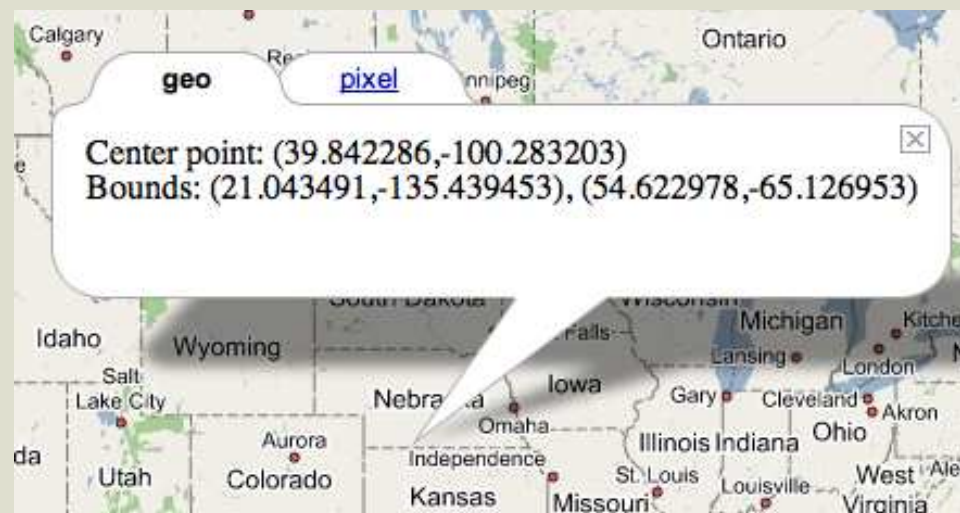 Calgary
Ontario
geo
pixel
Center point: (39.842286,-100.283203)
Bounds: (21.043491,-135.439453), (54.622978,-65.126953)
Idaho
Wyoming
Michigan
Falls
Lansing
London
Salt
Lake City
Iowa
Gary
Cleveland
Akron
Omaha
Aurora
Independence
Illinois
Indiana
Ohio
Utah
Colorado
St. Louis
Louisville
West
Virginia
Kansas
Missouri